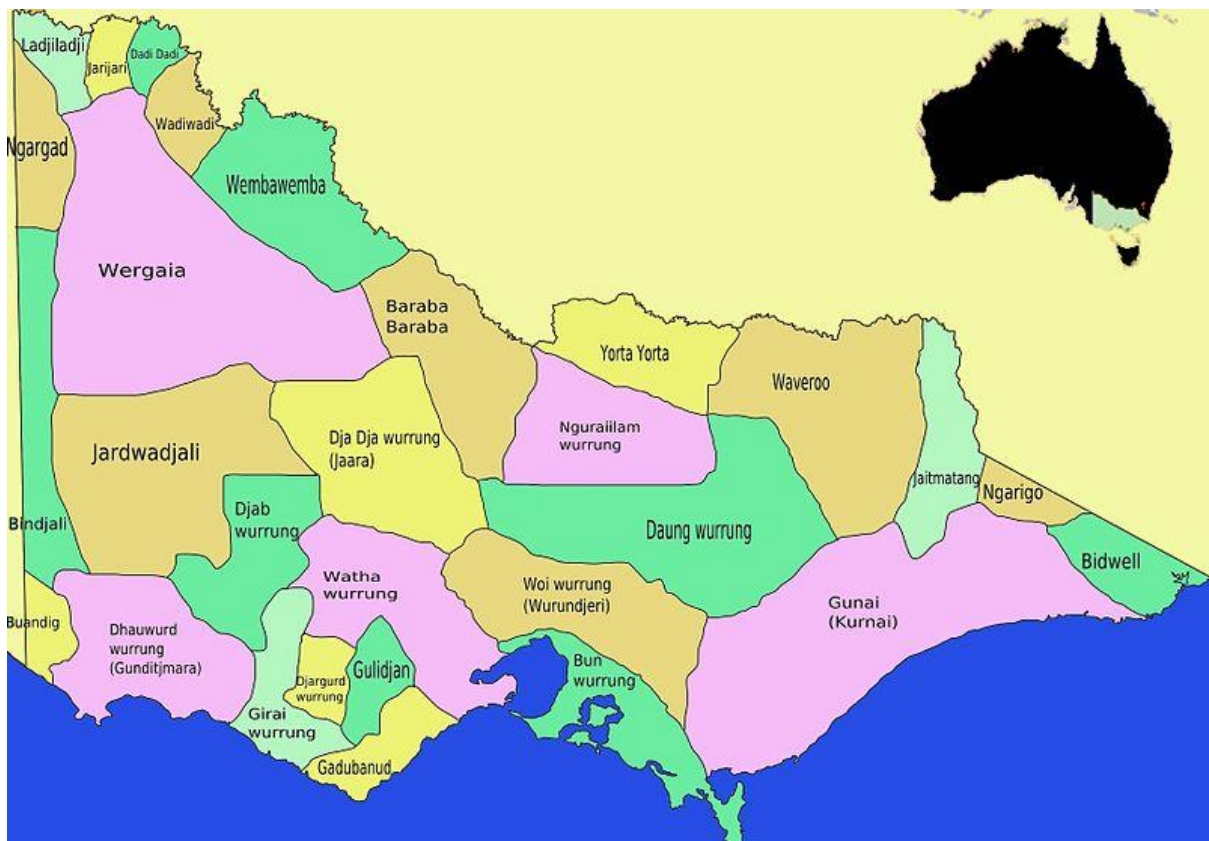 Ladjiladji
Jarijari
Dadi Dadi
Wadiwadi
Ngargad
Wembawemba
Wergaia
Baraba
Baraba
Yorta Yorta
Waveroo
Nguraiilam
wurrung
Dja Dja wurrung
(Jaara)
Jardwadjali
Jaitmatang
Ngarigo
Djab
wurrung
Bindjali
Daung wurrung
Bidwell
Watha
wurrung
Woi wurrung
(Wurundjeri)
Gunai
(Kurnai)
Buandig
Dhauwurd
wurrung
(Gunditjmara)
Bun
wurrung
Gulidjan
Djargurd
wurrung
Girai
wurrung
Gadubanud